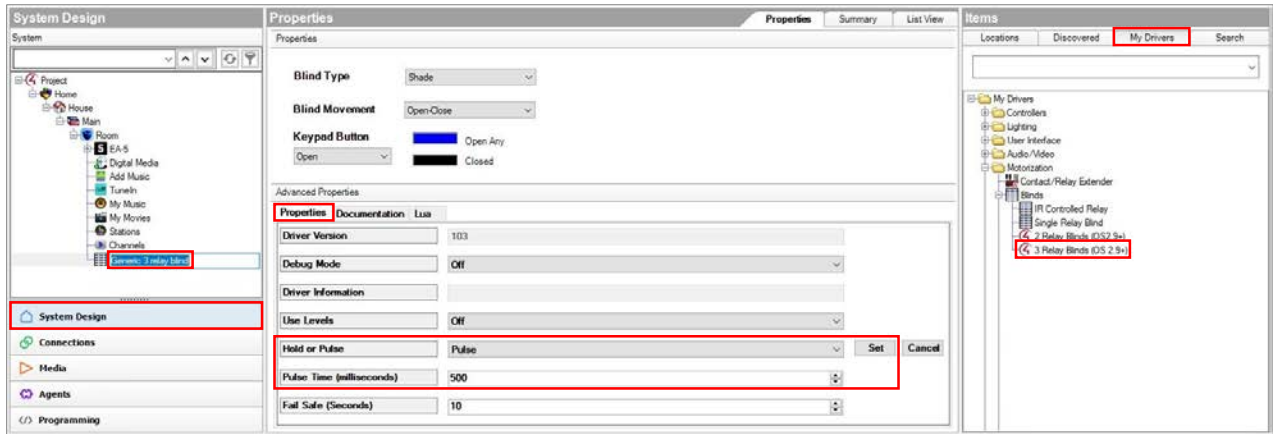 System Design
System
Project
Home
House
Main
Room
EA-5
Digital Media
Add Music
TuneIn
My Music
My Movies
Stations
Channels
Generic 3 relay blind
System Design
Connections
Media
Agents
Programming
Properties
Properties Summary List View
Properties
Blind Type Shade
Blind Movement Open-Close
Keypad Button Open Any
Open Closed
Advanced Properties
Properties Documentation Lua
Driver Version 103
Debug Mode Off
Driver Information
Use Levels Off
Hold or Pulse Pulse Set Cancel
Pulse Time (milliseconds) 500
Fail Safe (Seconds) 10
Items
Locations Discovered My Drivers Search
My Drivers
Controllers
Lighting
User Interface
Audio/Video
Motorization
Contact/Relay Extender
Blinds
IR Controlled Relay
Single Relay Blind
2 Relay Blinds (OS2.9+)
3 Relay Blinds (OS 2.9+)